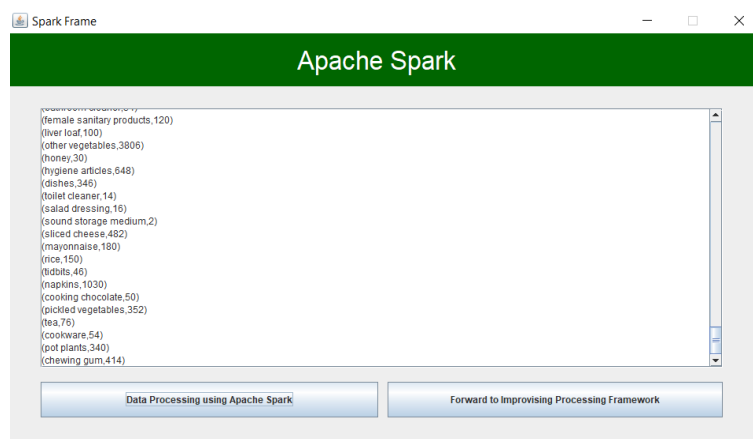 Spark Frame
Apache Spark
(female sanitary products,120)
(liver loaf,100)
(other vegetables,3806)
(honey,30)
(hygiene articles,648)
(dishes,346)
(toilet cleaner,14)
(salad dressing,16)
(sound storage medium,2)
(sliced cheese,482)
(mayonnaise,180)
(rice,150)
(tidbits,46)
(napkins,1030)
(cooking chocolate,50)
(pickled vegetables,352)
(tea,76)
(cookware,54)
(pot plants,340)
(chewing gum,414)
Data Processing using Apache Spark
Forward to Improvising Processing Framework